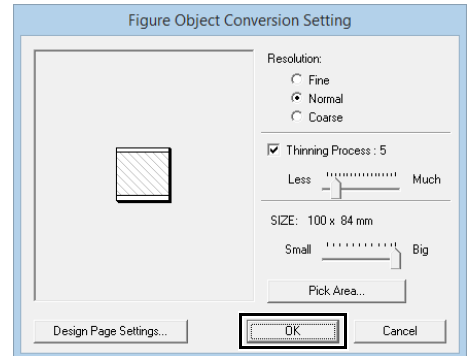 Figure Object Conversion Setting
Resolution:
Fine
Normal
Coarse
Thinning Process : 5
Less Much
SIZE: 100 x 84 mm
Small Big
Pick Area...
Design Page Settings... OK Cancel